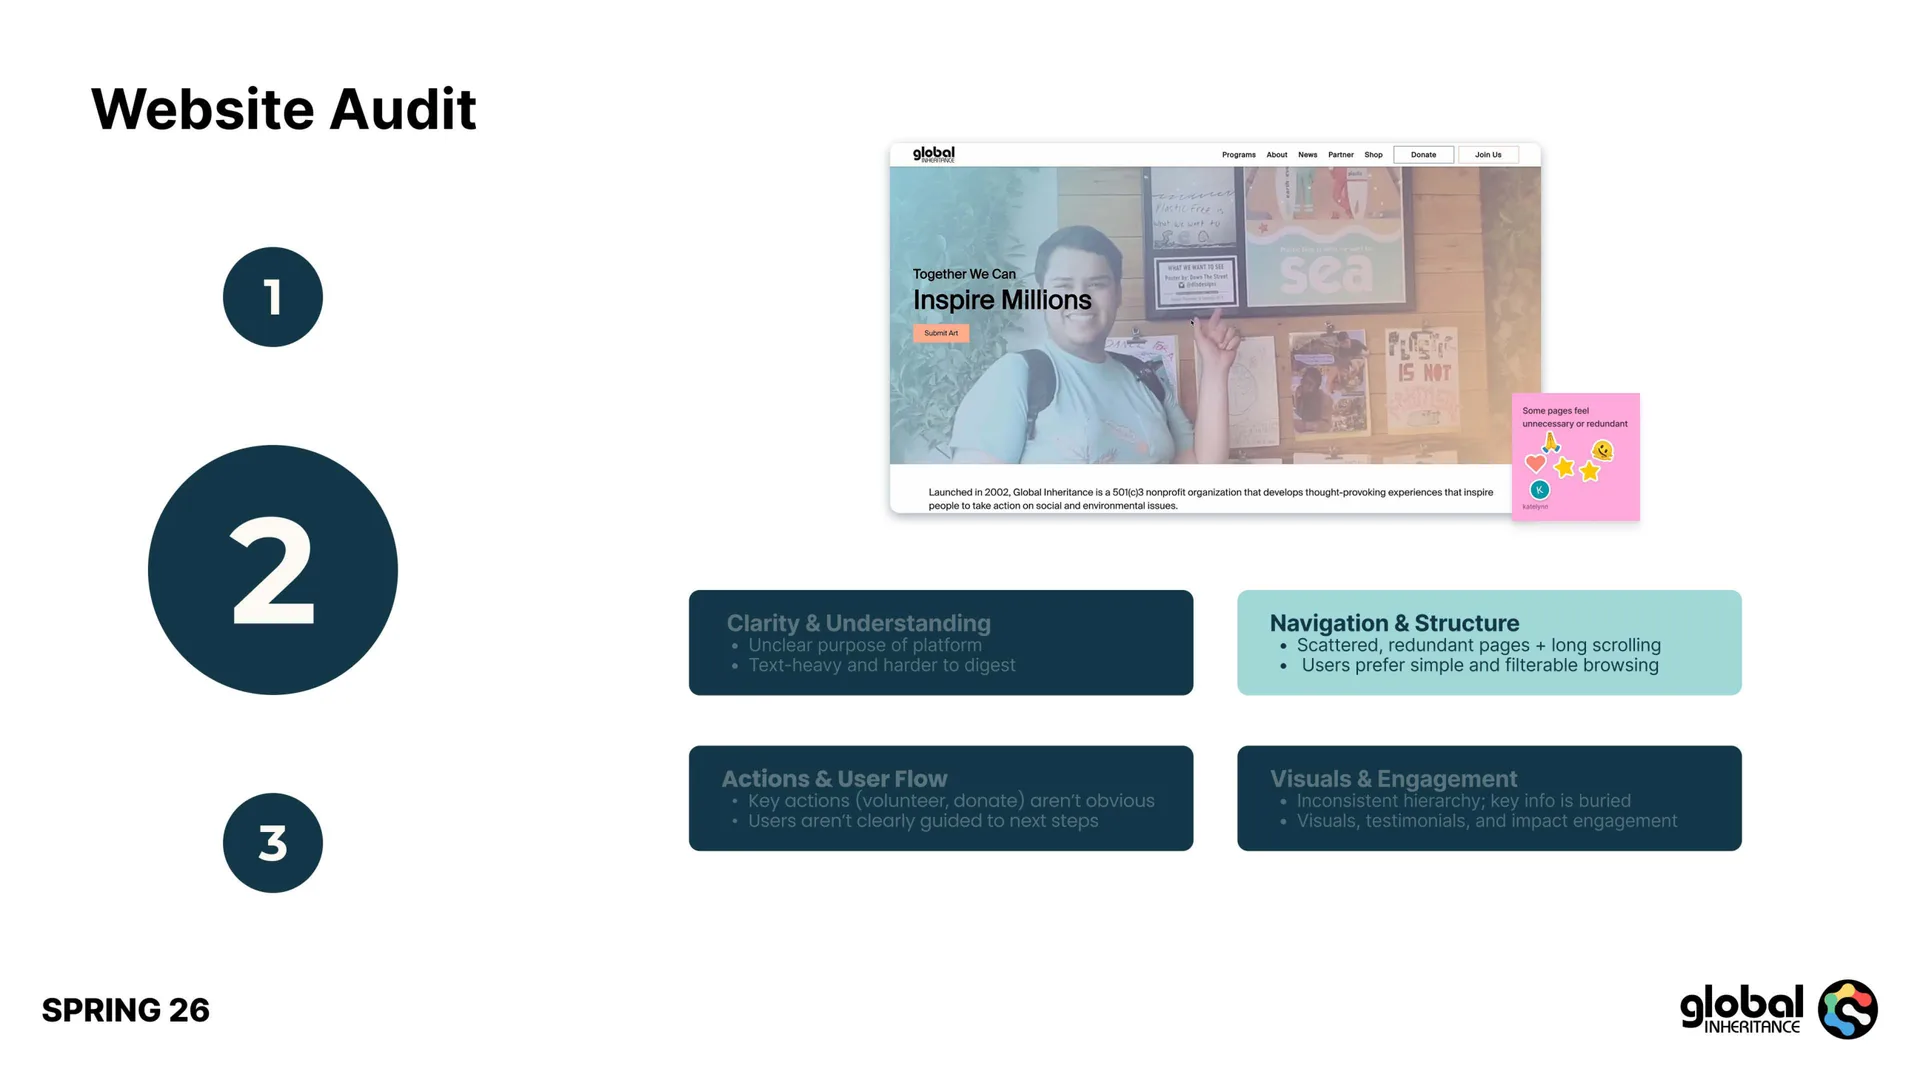 Website Audit
1
2
3
global
INHERITANCE
Programs About News Partner Shop Donate Join Us
Together We Can
Inspire Millions
Submit Art
WHAT WE WANT TO SEE
sea
IS NOT
Launched in 2002, Global Inheritance is a 501(c)3 nonprofit organization that develops thought-provoking experiences that inspire
people to take action on social and environmental issues.
Some pages feel
unnecessary or redundant
K
katelynn
Clarity & Understanding
• Unclear purpose of platform
• Text-heavy and harder to digest
Navigation & Structure
• Scattered, redundant pages + long scrolling
• Users prefer simple and filterable browsing
Actions & User Flow
• Key actions (volunteer, donate) aren't obvious
• Users aren't clearly guided to next steps
Visuals & Engagement
• Inconsistent hierarchy; key info is buried
• Visuals, testimonials, and impact engagement
SPRING 26
global
INHERITANCE